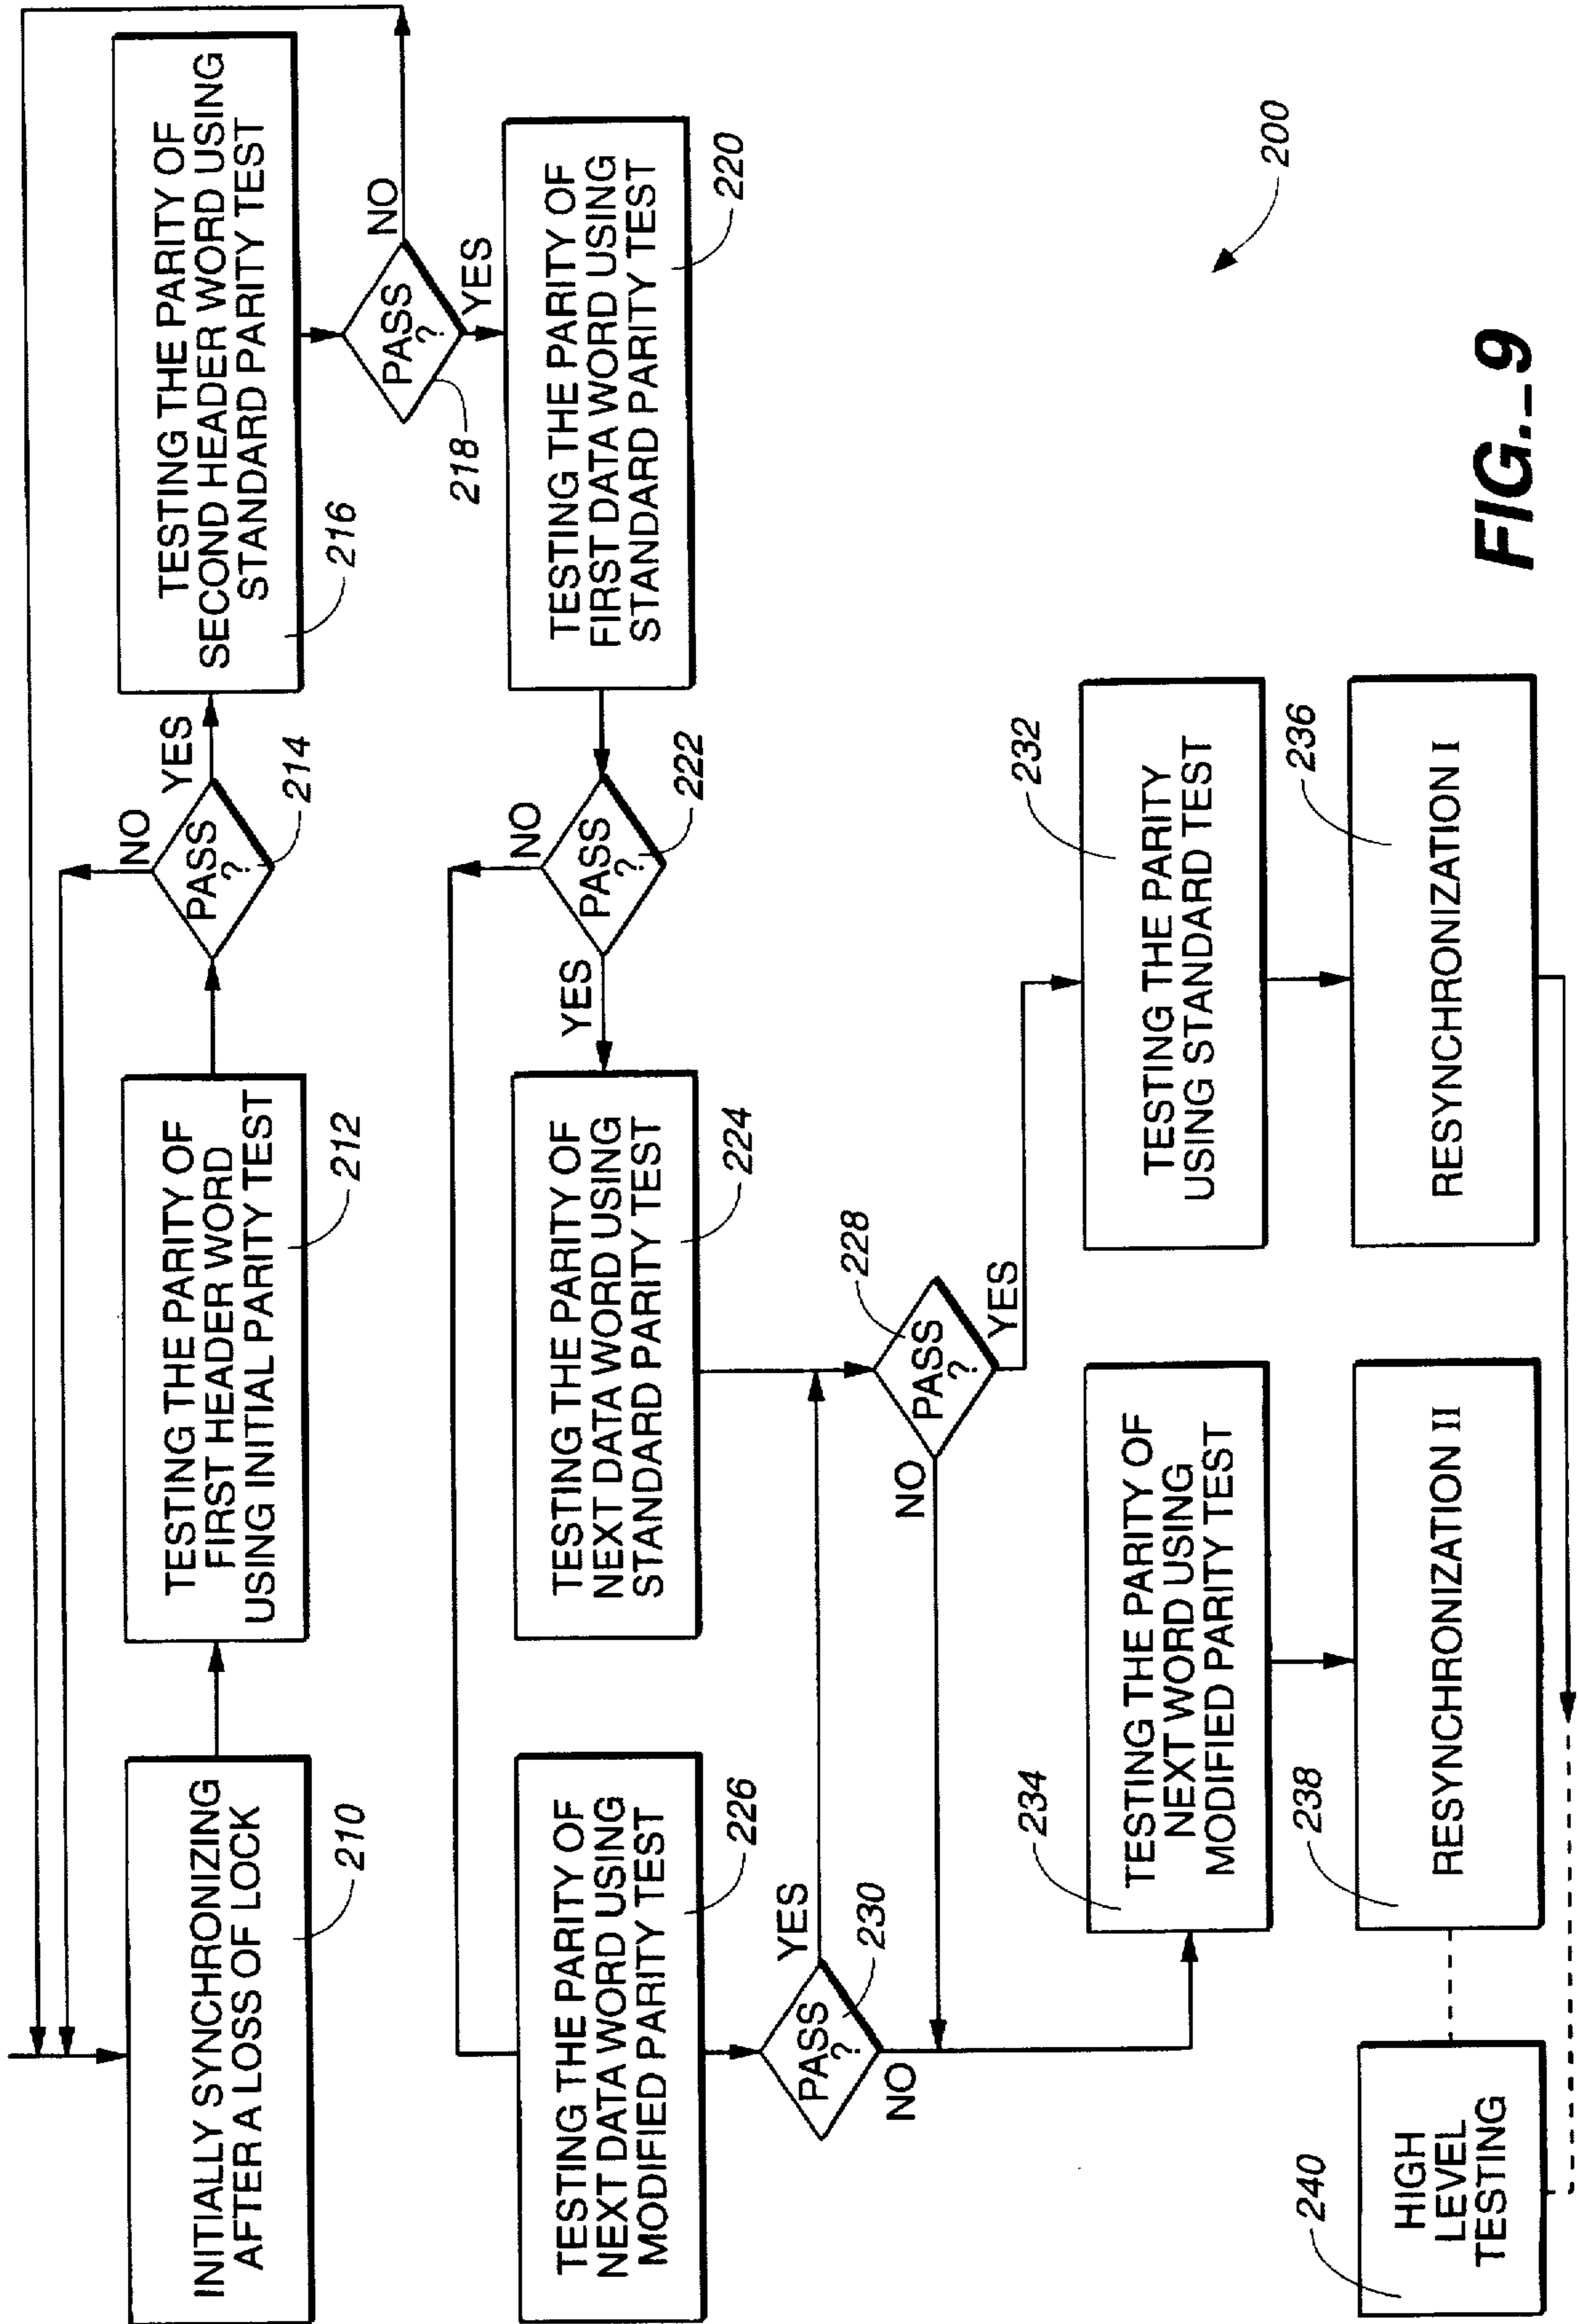 INITIALLY SYNCHRONIZING
AFTER A LOSS OF LOCK
210
TESTING THE PARITY OF
FIRST HEADER WORD
USING INITIAL PARITY TEST
212
NO
PASS
?
YES
214
TESTING THE PARITY OF
SECOND HEADER WORD USING
STANDARD PARITY TEST
216
NO
PASS
?
218
YES
TESTING THE PARITY OF
FIRST DATA WORD USING
STANDARD PARITY TEST
220
NO
PASS
?
222
YES
TESTING THE PARITY OF
NEXT DATA WORD USING
STANDARD PARITY TEST
224
TESTING THE PARITY OF
NEXT DATA WORD USING
MODIFIED PARITY TEST
226
PASS
?
YES
230
NO
228
PASS
?
NO
YES
TESTING THE PARITY
USING STANDARD TEST
232
TESTING THE PARITY OF
NEXT WORD USING
MODIFIED PARITY TEST
234
RESYNCHRONIZATION I
236
RESYNCHRONIZATION II
238
HIGH
LEVEL
TESTING
240
200
FIG._9